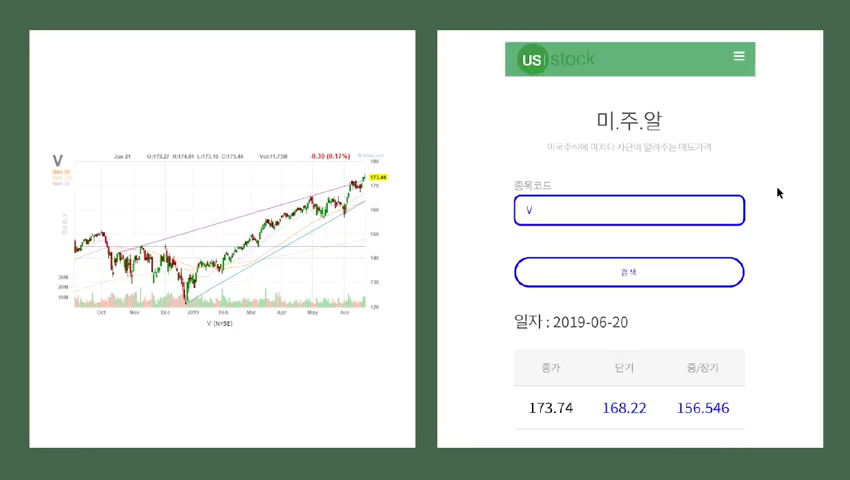 V
Jun 21 O:173.27 H:174.01 L:173.16 C:173.44 Vol:11.73M -0.30 (0.17%)
180
173.44
170
160
150
140
130
120
DAILY
30M
20M
10M
Oct Nov Dec 2019 Feb Mar Apr May Jun
V (NYSE)
US stock
미.주.알
미국주식에 미치다 사단이 알려주는 매도가격
종목코드
V
검색
일자 : 2019-06-20
종가 단기 중/장기
173.74 168.22 156.546